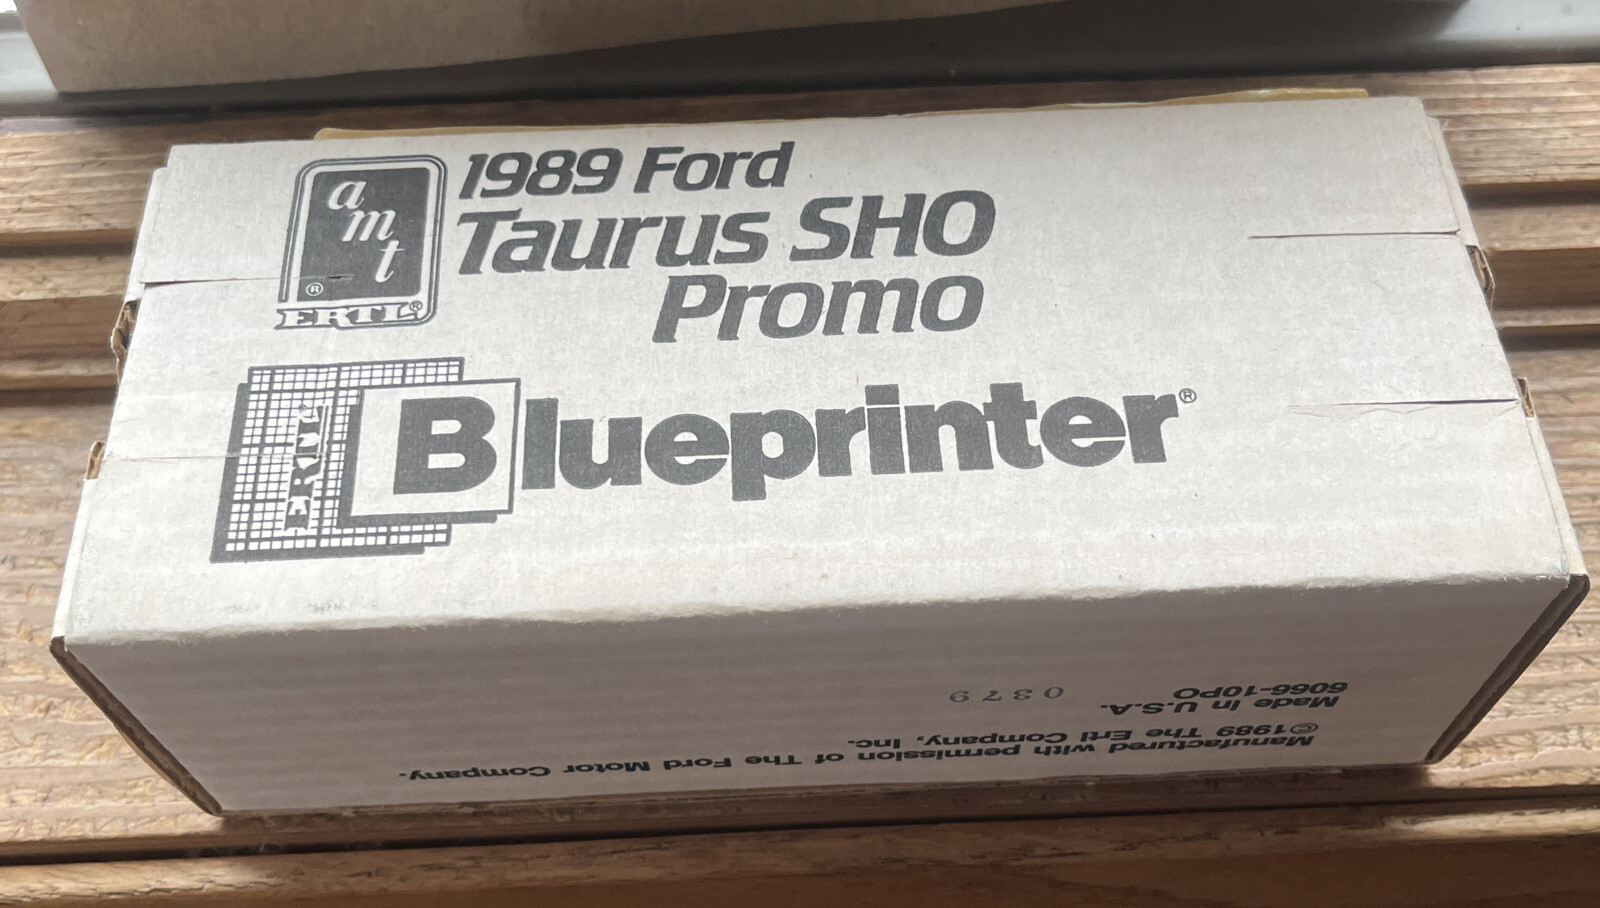 amt
®
ERTL®
1989 Ford
Taurus SHO
Promo
ERTL
Blueprinter®
Manufactured with permission of The Ford Motor Company.
©1989 The Ertl Company, Inc.
Made in U.S.A.
6066-10PO
0379